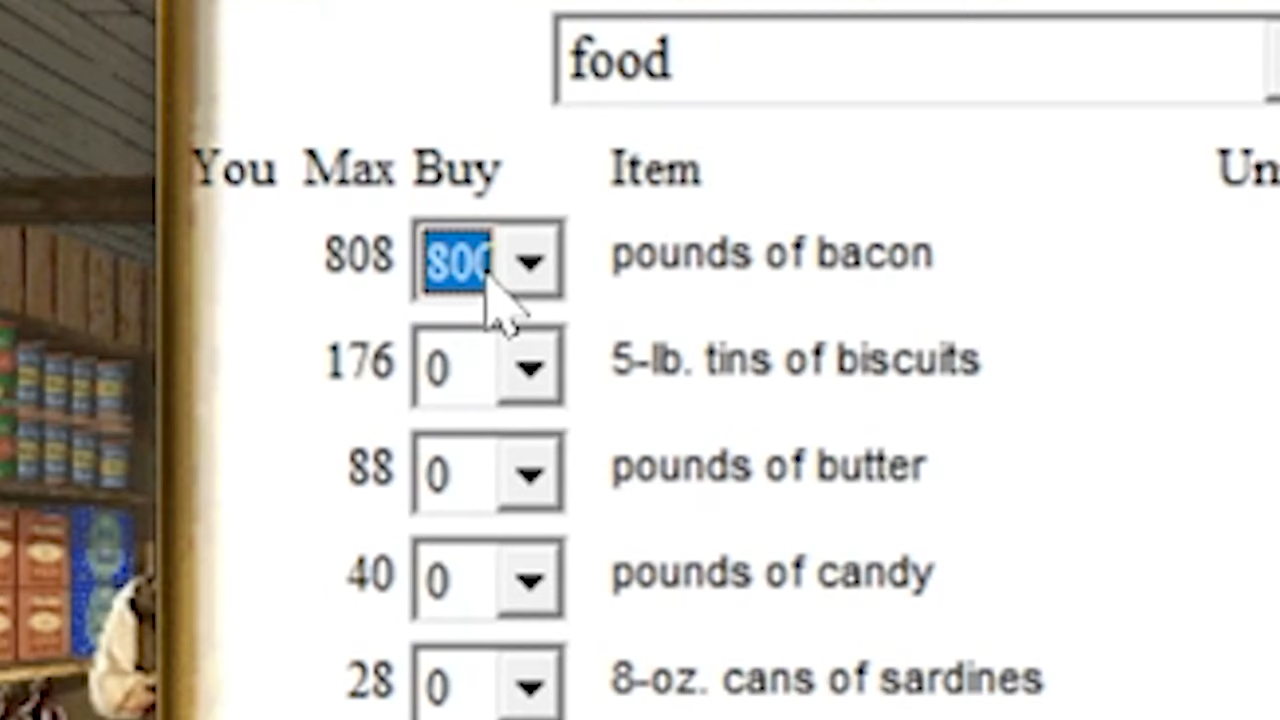 food
You Max Buy Item
808 800 pounds of bacon
176 0 5-lb. tins of biscuits
88 0 pounds of butter
40 0 pounds of candy
28 0 8-oz. cans of sardines